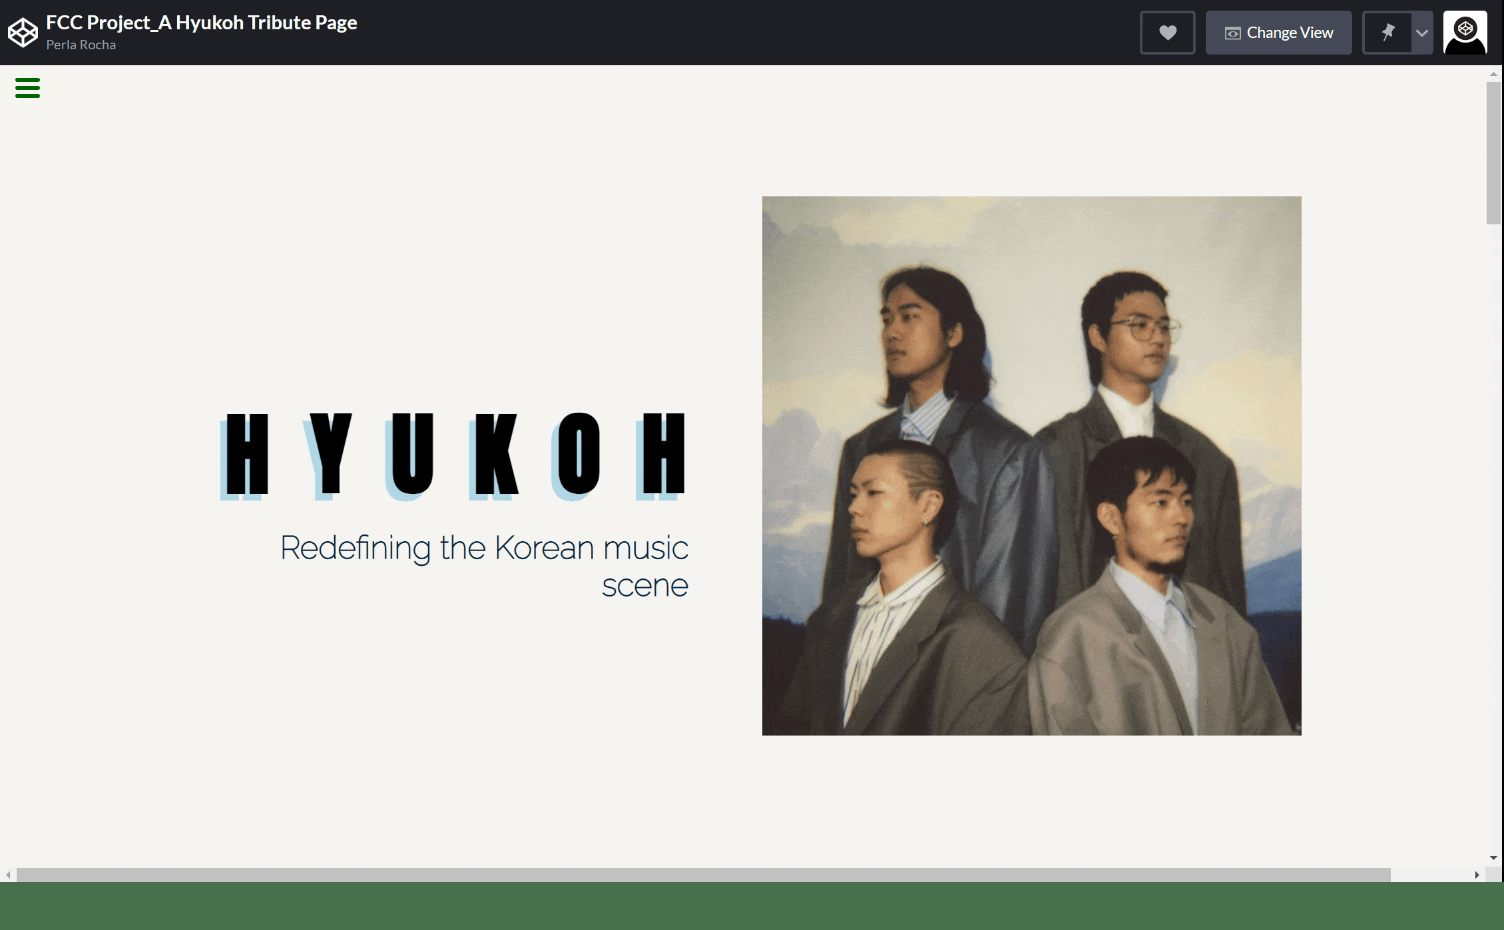 FCC Project_A Hyukoh Tribute Page
Perla Rocha
Change View
HYUKOH
Redefining the Korean music
scene